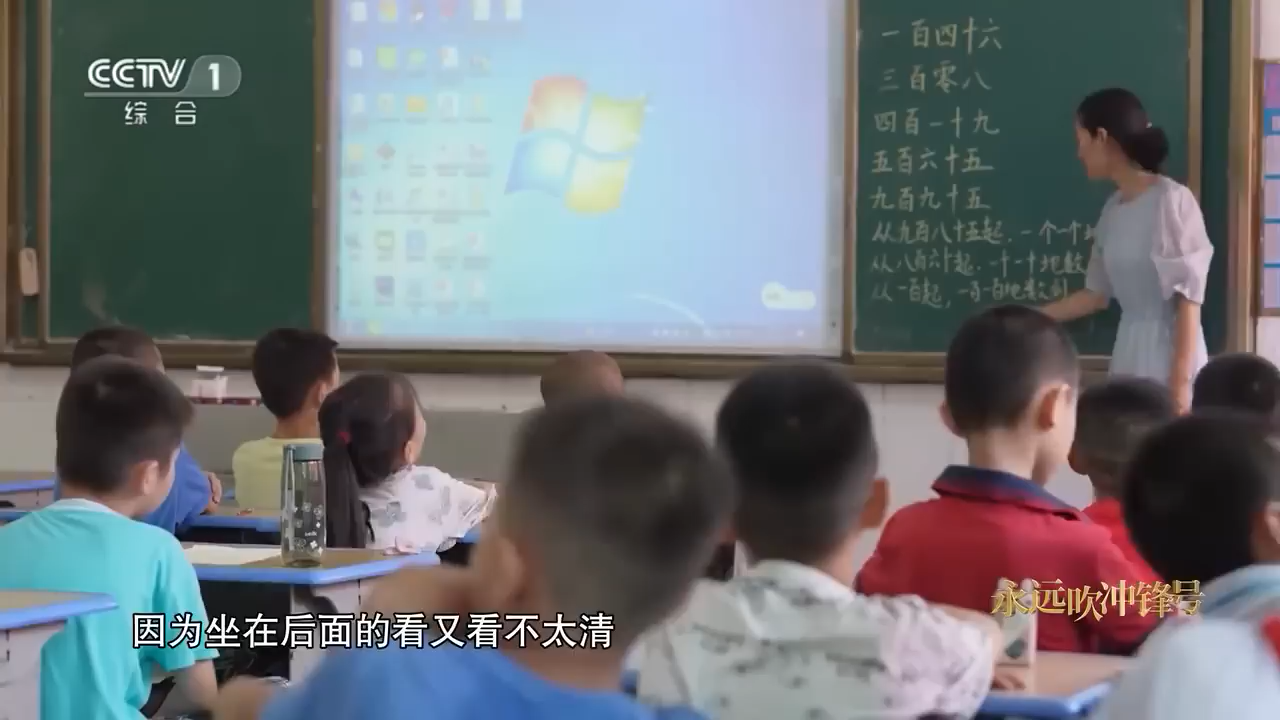 CCTV 1
综合
一百四十六
三百零八
四百一十九
五百六十五
九百九十五
从九百八十五起，一个一个
从八百六十起，一十一十地数
从一百起，一百一百地数到
因为坐在后面的看又看不太清
永远吹冲锋号